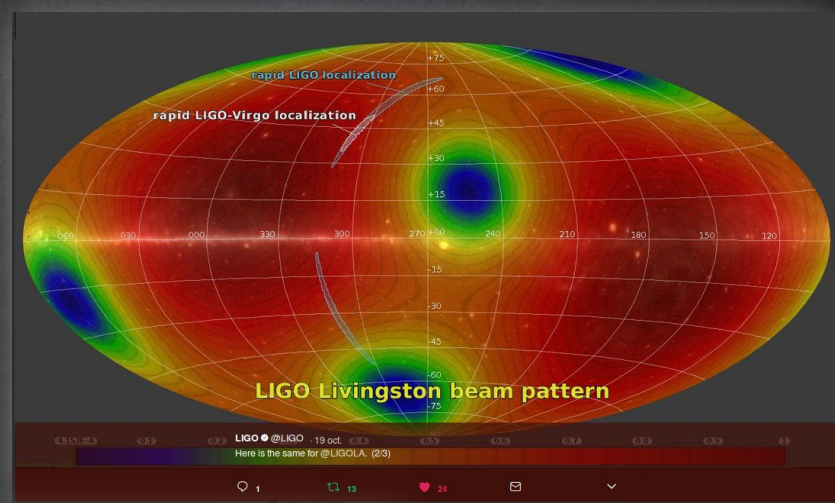 +75
rapid LIGO localization
+60
rapid LIGO-Virgo localization
+45
+30
+15
060 030 000 330 300 270 +00 240 210 180 150 120
-15
-30
-45
-60
LIGO Livingston beam pattern
-75
LIGO @LIGO · 19 oct.
0.1 0.2 0.4 0.5 0.6 0.7 0.8 0.9 1
Here is the same for @LIGOLA. (2/3)
1 13 24